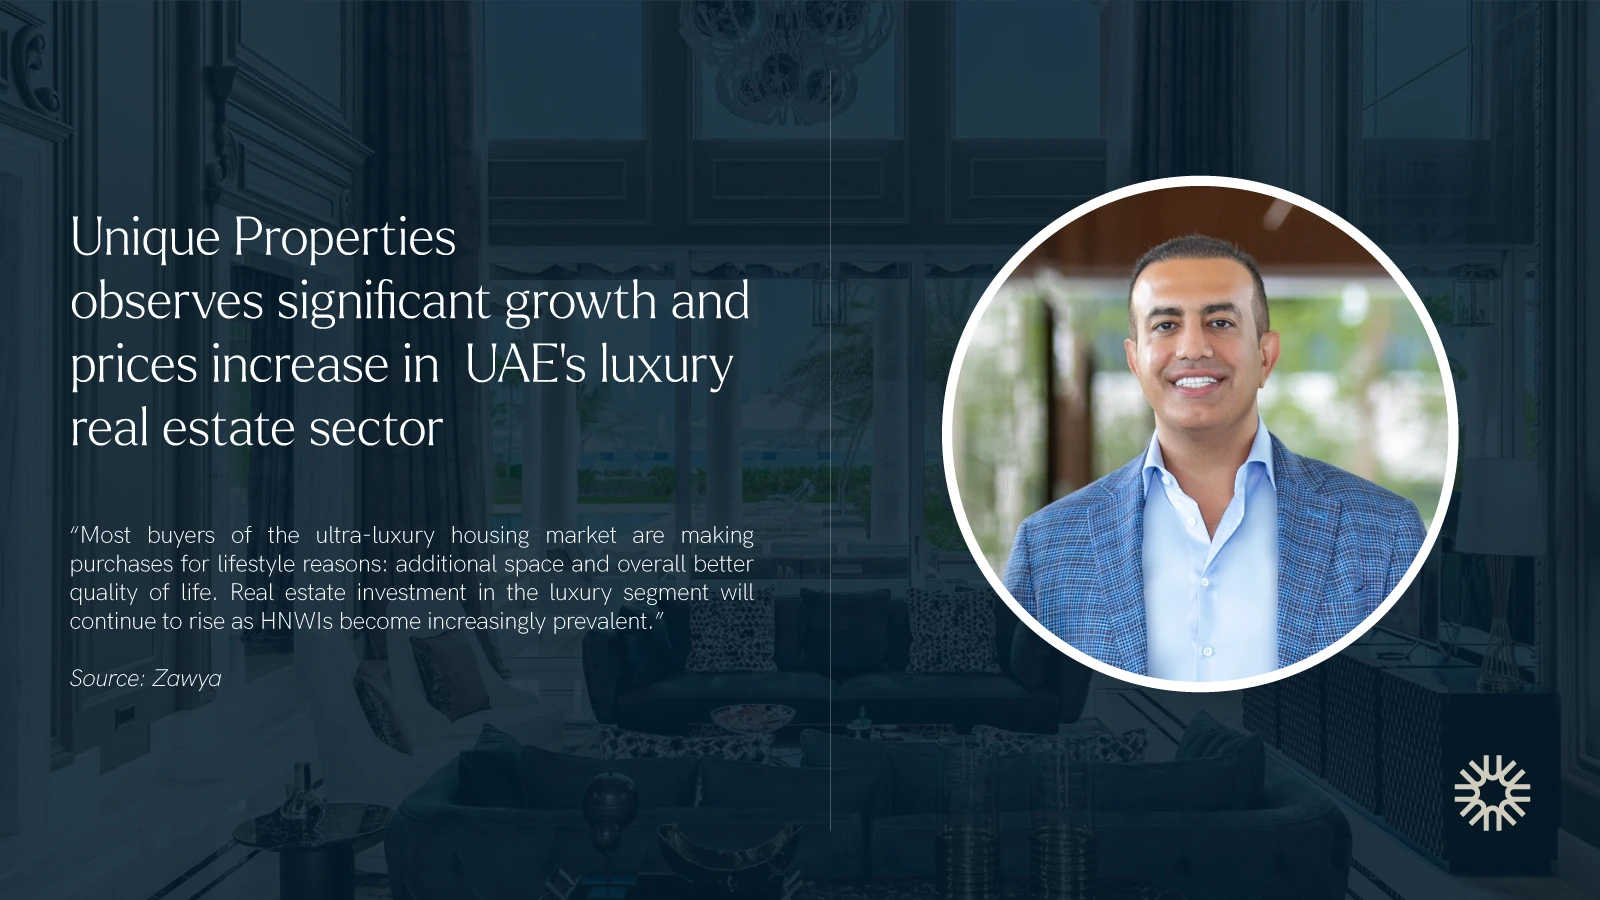 Unique Properties
observes significant growth and
prices increase in  UAE's luxury
real estate sector
“Most buyers of the ultra-luxury housing market are making
purchases for lifestyle reasons: additional space and overall better
quality of life. Real estate investment in the luxury segment will
continue to rise as HNWIs become increasingly prevalent.”
Source: Zawya